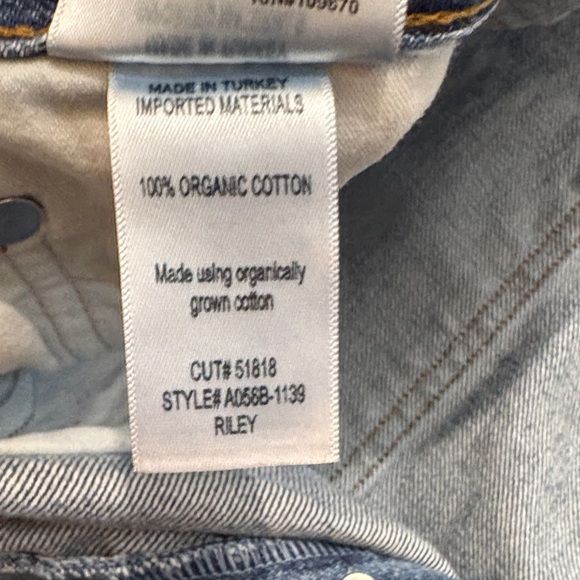 MADE IN TURKEY
IMPORTED MATERIALS
100% ORGANIC COTTON
Made using organically
grown cotton
CUT# 51818
STYLE# A056B-1139
RILEY